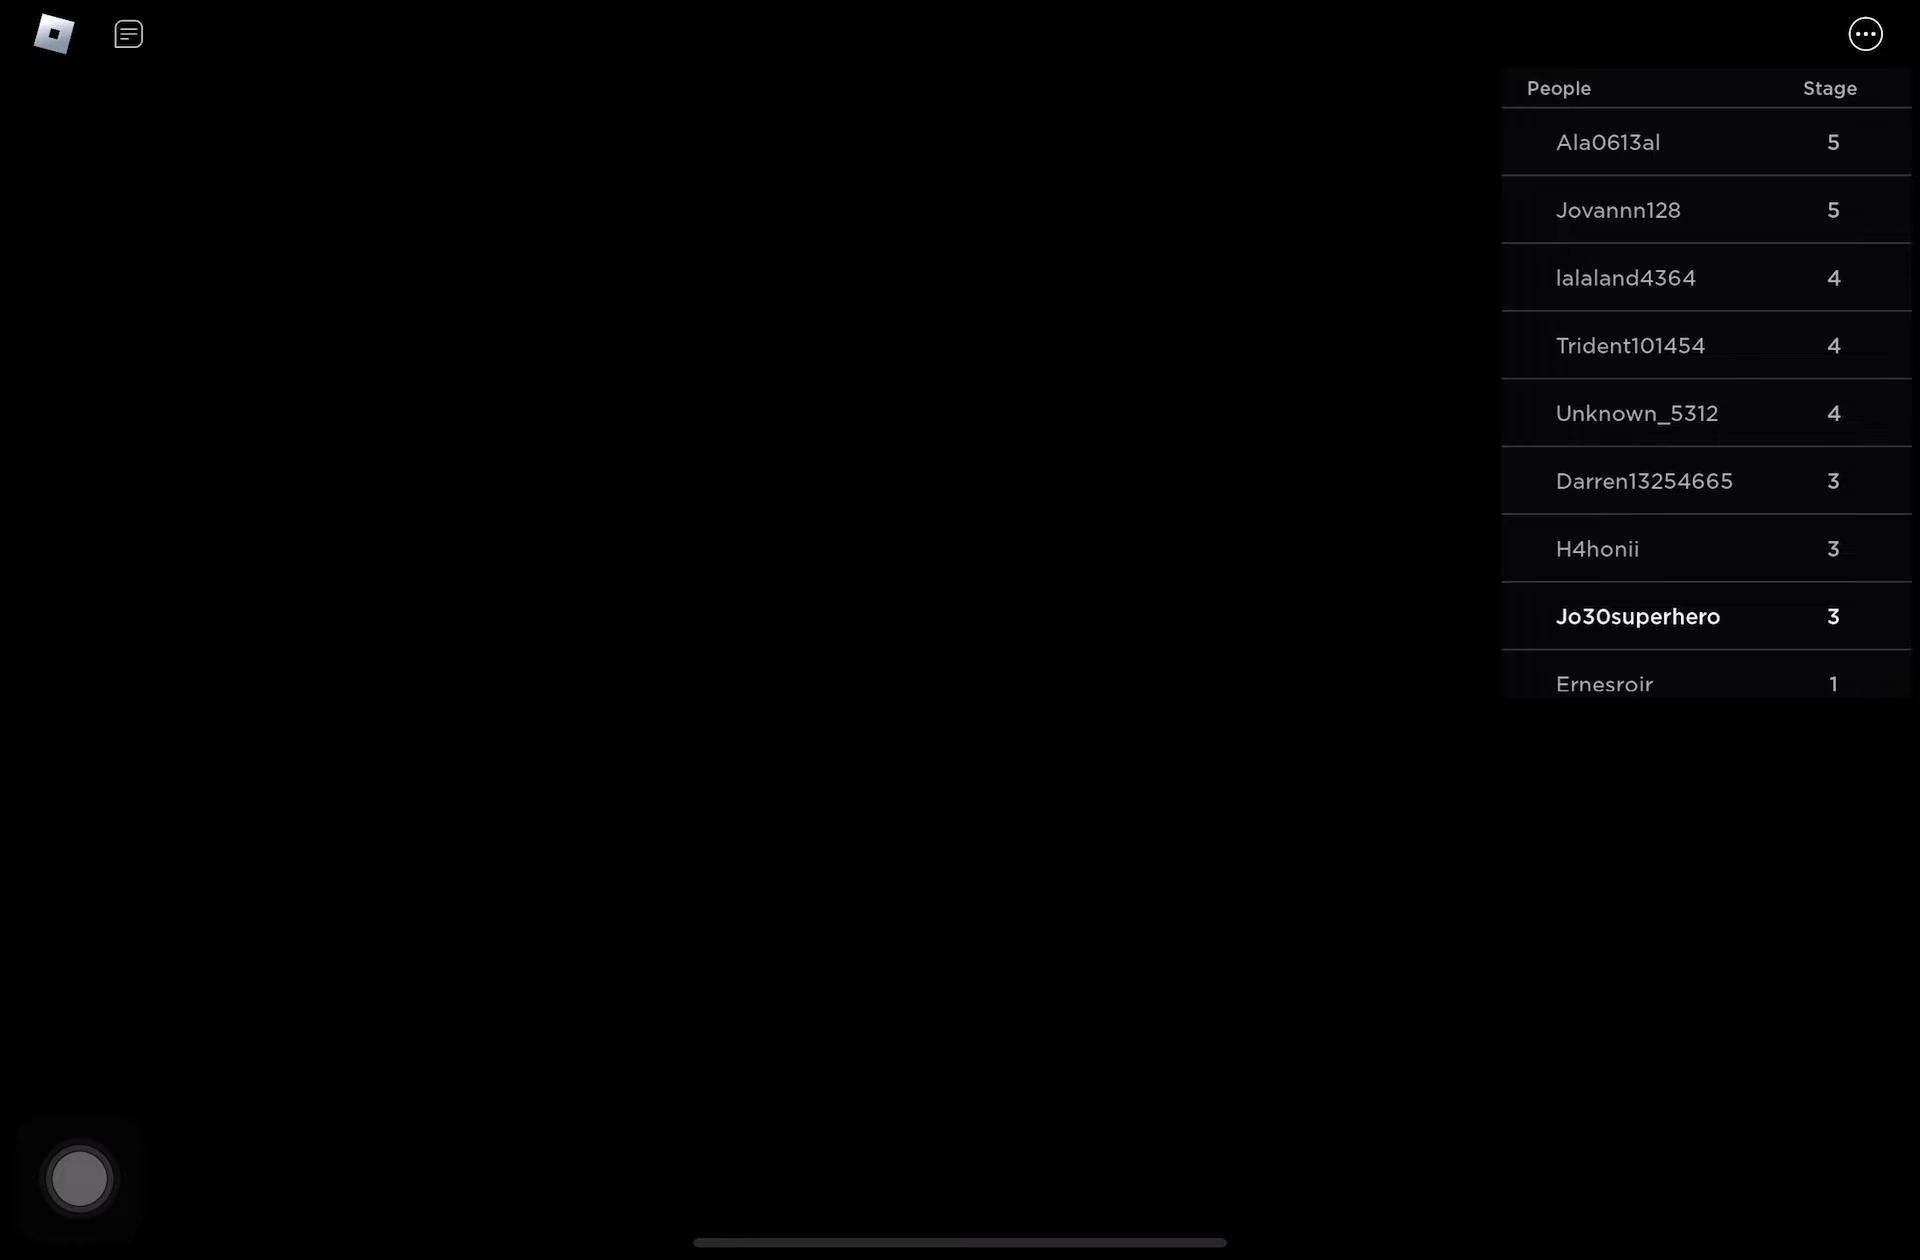 People Stage
Ala0613al 5
Jovannn128 5
lalaland4364 4
Trident101454 4
Unknown_5312 4
Darren13254665 3
H4honii 3
Jo30superhero 3
Ernesroir 1